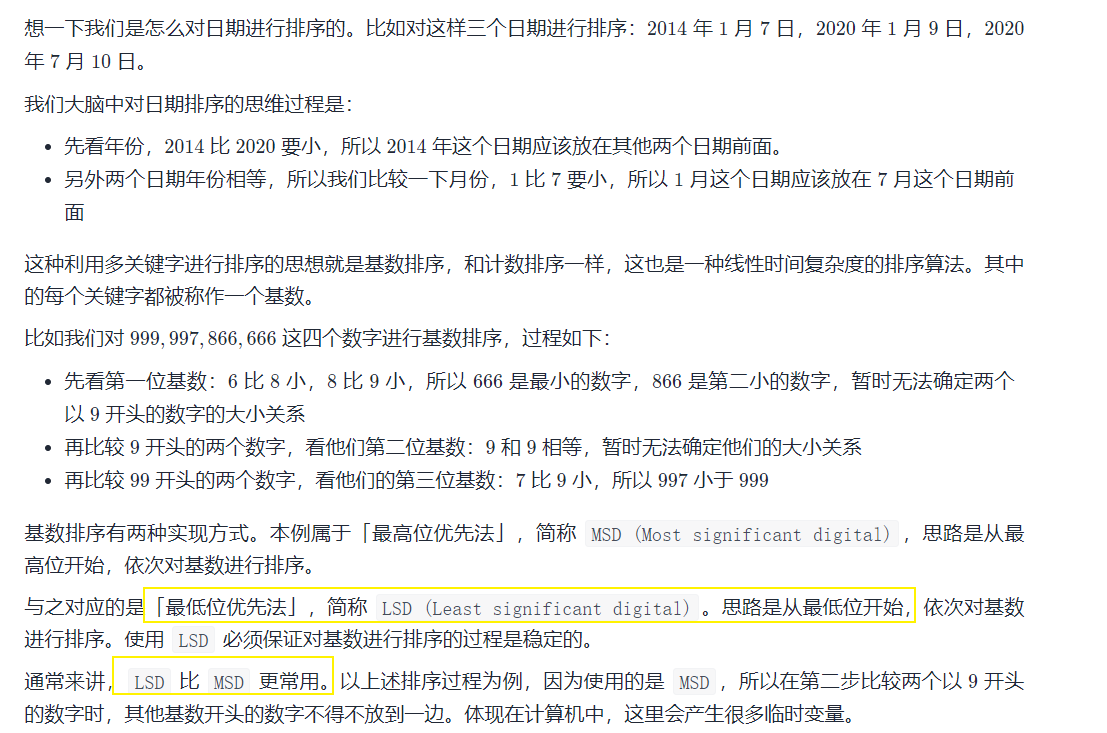 想一下我们是怎么对日期进行排序的。比如对这样三个日期进行排序：2014 年 1 月 7 日，2020 年 1 月 9 日，2020
年 7 月 10 日。
我们大脑中对日期排序的思维过程是：
• 先看年份，2014 比 2020 要小，所以 2014 年这个日期应该放在其他两个日期前面。
• 另外两个日期年份相等，所以我们比较一下月份，1 比 7 要小，所以 1 月这个日期应该放在 7 月这个日期前
面
这种利用多关键字进行排序的思想就是基数排序，和计数排序一样，这也是一种线性时间复杂度的排序算法。其中
的每个关键字都被称作一个基数。
比如我们对 999, 997, 866, 666 这四个数字进行基数排序，过程如下：
• 先看第一位基数：6 比 8 小，8 比 9 小，所以 666 是最小的数字，866 是第二小的数字，暂时无法确定两个
以 9 开头的数字的大小关系
• 再比较 9 开头的两个数字，看他们第二位基数：9 和 9 相等，暂时无法确定他们的大小关系
• 再比较 99 开头的两个数字，看他们的第三位基数：7 比 9 小，所以 997 小于 999
基数排序有两种实现方式。本例属于「最高位优先法」，简称 MSD (Most significant digital)，思路是从最
高位开始，依次对基数进行排序。
与之对应的是「最低位优先法」，简称 LSD (Least significant digital)。思路是从最低位开始，依次对基数
进行排序。使用 LSD 必须保证对基数进行排序的过程是稳定的。
通常来讲，LSD 比 MSD 更常用。以上述排序过程为例，因为使用的是 MSD，所以在第二步比较两个以 9 开头
的数字时，其他基数开头的数字不得不放到一边。体现在计算机中，这里会产生很多临时变量。